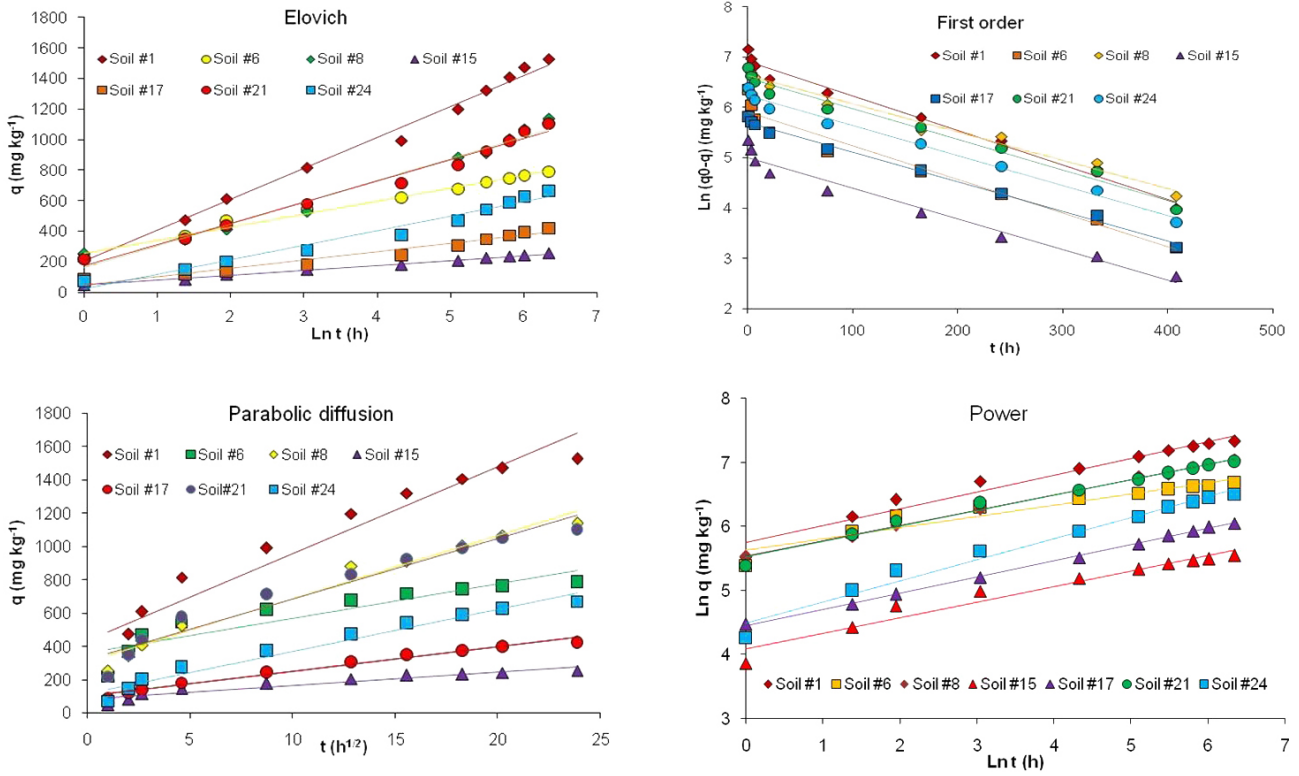 Elovich
1800
1600
1400
1200
1000
800
600
400
200
0
q (mg kg⁻¹)
Soil #1 Soil #6 Soil #8 Soil #15
Soil #17 Soil #21 Soil #24
0 1 2 3 4 5 6 7
Ln t (h)
First order
8
7
6
5
4
3
2
Ln (q0-q) (mg kg⁻¹)
Soil #1 Soil #6 Soil #8 Soil #15
Soil #17 Soil #21 Soil #24
0 100 200 300 400 500
t (h)
Parabolic diffusion
1800
1600
1400
1200
1000
800
600
400
200
0
q (mg kg⁻¹)
Soil #1 Soil #6 Soil #8 Soil #15
Soil #17 Soil#21 Soil #24
0 5 10 15 20 25
t (h¹ᐟ²)
Power
8
7
6
5
4
3
Ln q (mg kg⁻¹)
Soil #1 Soil #6 Soil #8 Soil #15 Soil #17 Soil #21 Soil #24
0 1 2 3 4 5 6 7
Ln t (h)